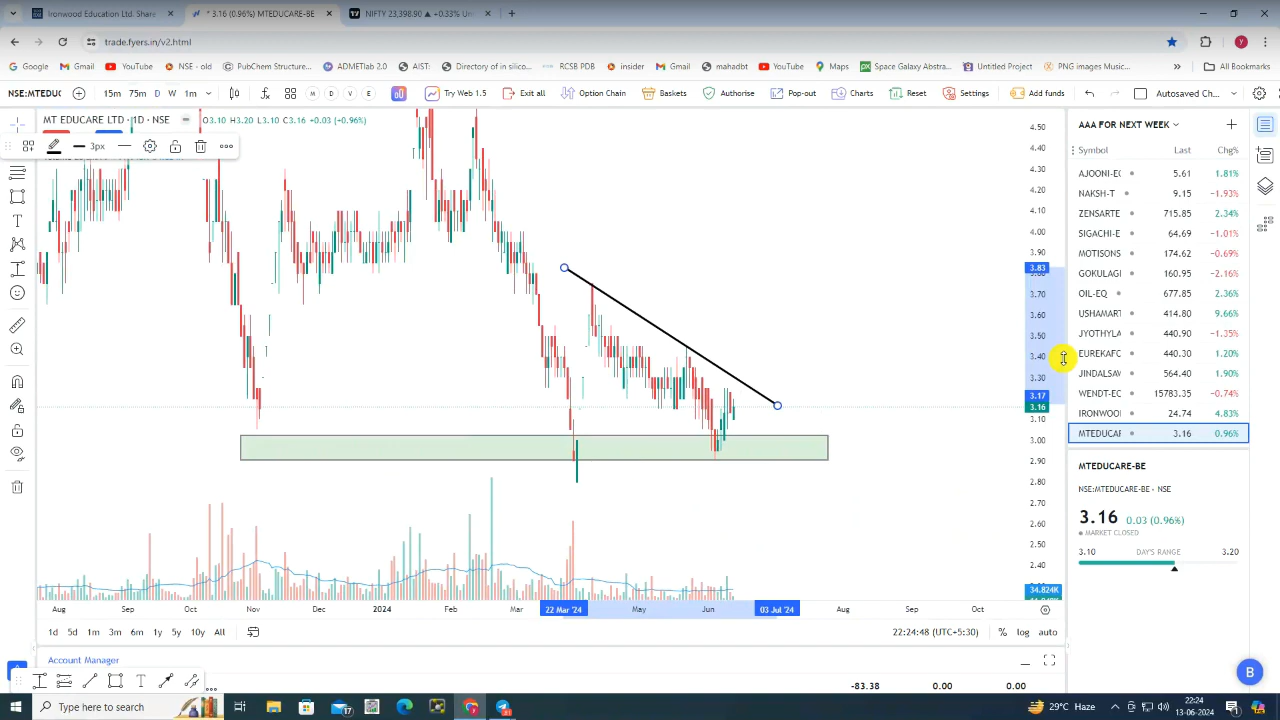 Ironwood Education Ltd. Share
* 3.16 (0.96%) MTEDUCARE-BE
NIFTY 23,398.90 ▲ +0.33% Un
trade.fyers.in/v2.html
Google Gmail YouTube NSE - old PubChem Structure... ADMETlab 2.0 AIST: Directory of in silico... RCSB PDB insider Gmail mahadbt YouTube Maps Space Galaxy Abstra... Untitled Project PNG images Music... All Bookmarks
NSE:MTEDUC 15m 75m D W 1m M D V E Try Web 1.5 Exit all Option Chain Baskets Authorise Pop-out Charts Reset Settings Add funds Autosaved Ch...
MT EDUCARE LTD · 1D · NSE O3.10 H3.20 L3.10 C3.16 +0.03 (+0.96%)
3px
4.50
4.40
4.30
4.20
4.10
4.00
3.90
3.83
3.70
3.60
3.50
3.40
3.30
3.17
3.16
3.10
3.00
2.90
2.80
2.70
2.60
2.50
2.40
34.824K
Aug Sep Oct Nov Dec 2024 Feb Mar 22 Mar '24 May Jun 03 Jul '24 Aug Sep Oct
1d 5d 1m 3m 6m 1y 5y 10y All
22:24:48 (UTC+5:30) % log auto
Account Manager
-83.38 0.00 0.00
AAA FOR NEXT WEEK
Symbol Last Chg%
AJOONI-E 5.61 1.81%
NAKSH-T 9.15 -1.93%
ZENSARTE 715.85 2.34%
SIGACHI-E 64.69 -1.01%
MOTISONS 174.62 -0.69%
GOKULAG 160.95 -2.16%
OIL-EQ 677.85 2.36%
USHAMART 414.80 9.66%
JYOTHYLA 440.90 -1.35%
EUREKAFO 440.30 1.20%
JINDALSAW 564.40 1.90%
WENDT-EQ 15783.35 -0.74%
IRONWOO 24.74 4.83%
MTEDUCAR 3.16 0.96%
MTEDUCARE-BE
NSE:MTEDUCARE-BE · NSE
3.16 0.03 (0.96%)
MARKET CLOSED
3.10 DAY'S RANGE 3.20
B
Type here to search
17
29°C Haze
22:24
13-06-2024